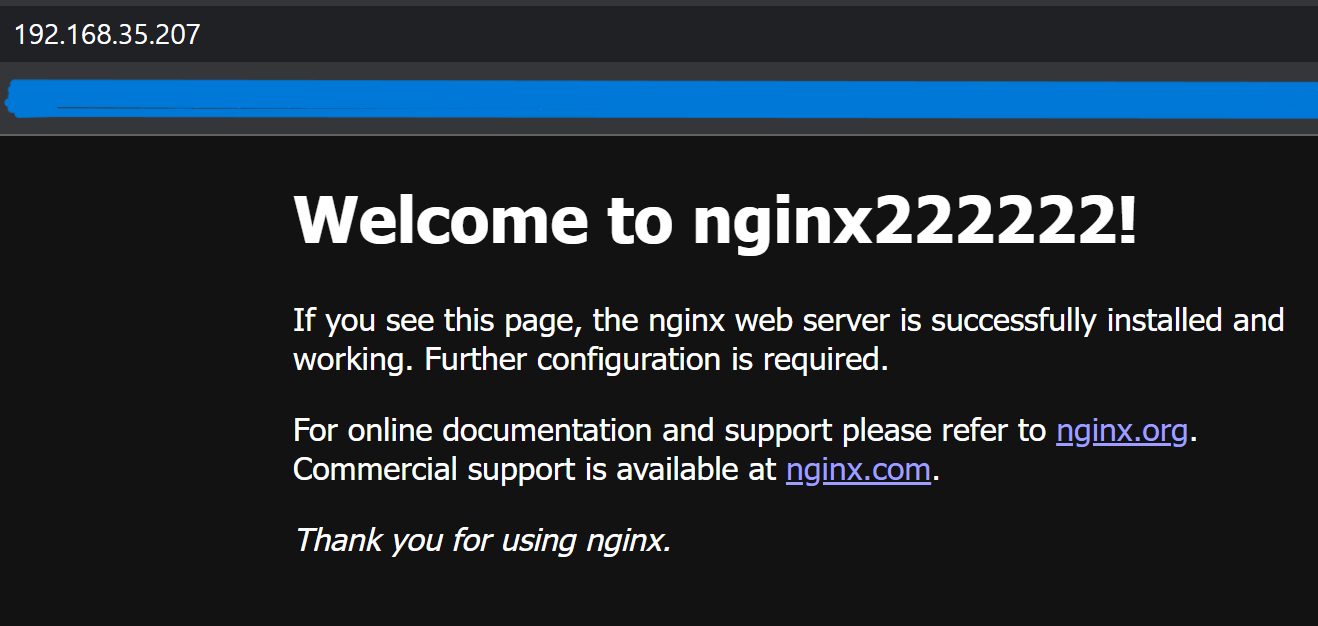 192.168.35.207
Welcome to nginx222222!
If you see this page, the nginx web server is successfully installed and
working. Further configuration is required.
For online documentation and support please refer to nginx.org.
Commercial support is available at nginx.com.
Thank you for using nginx.